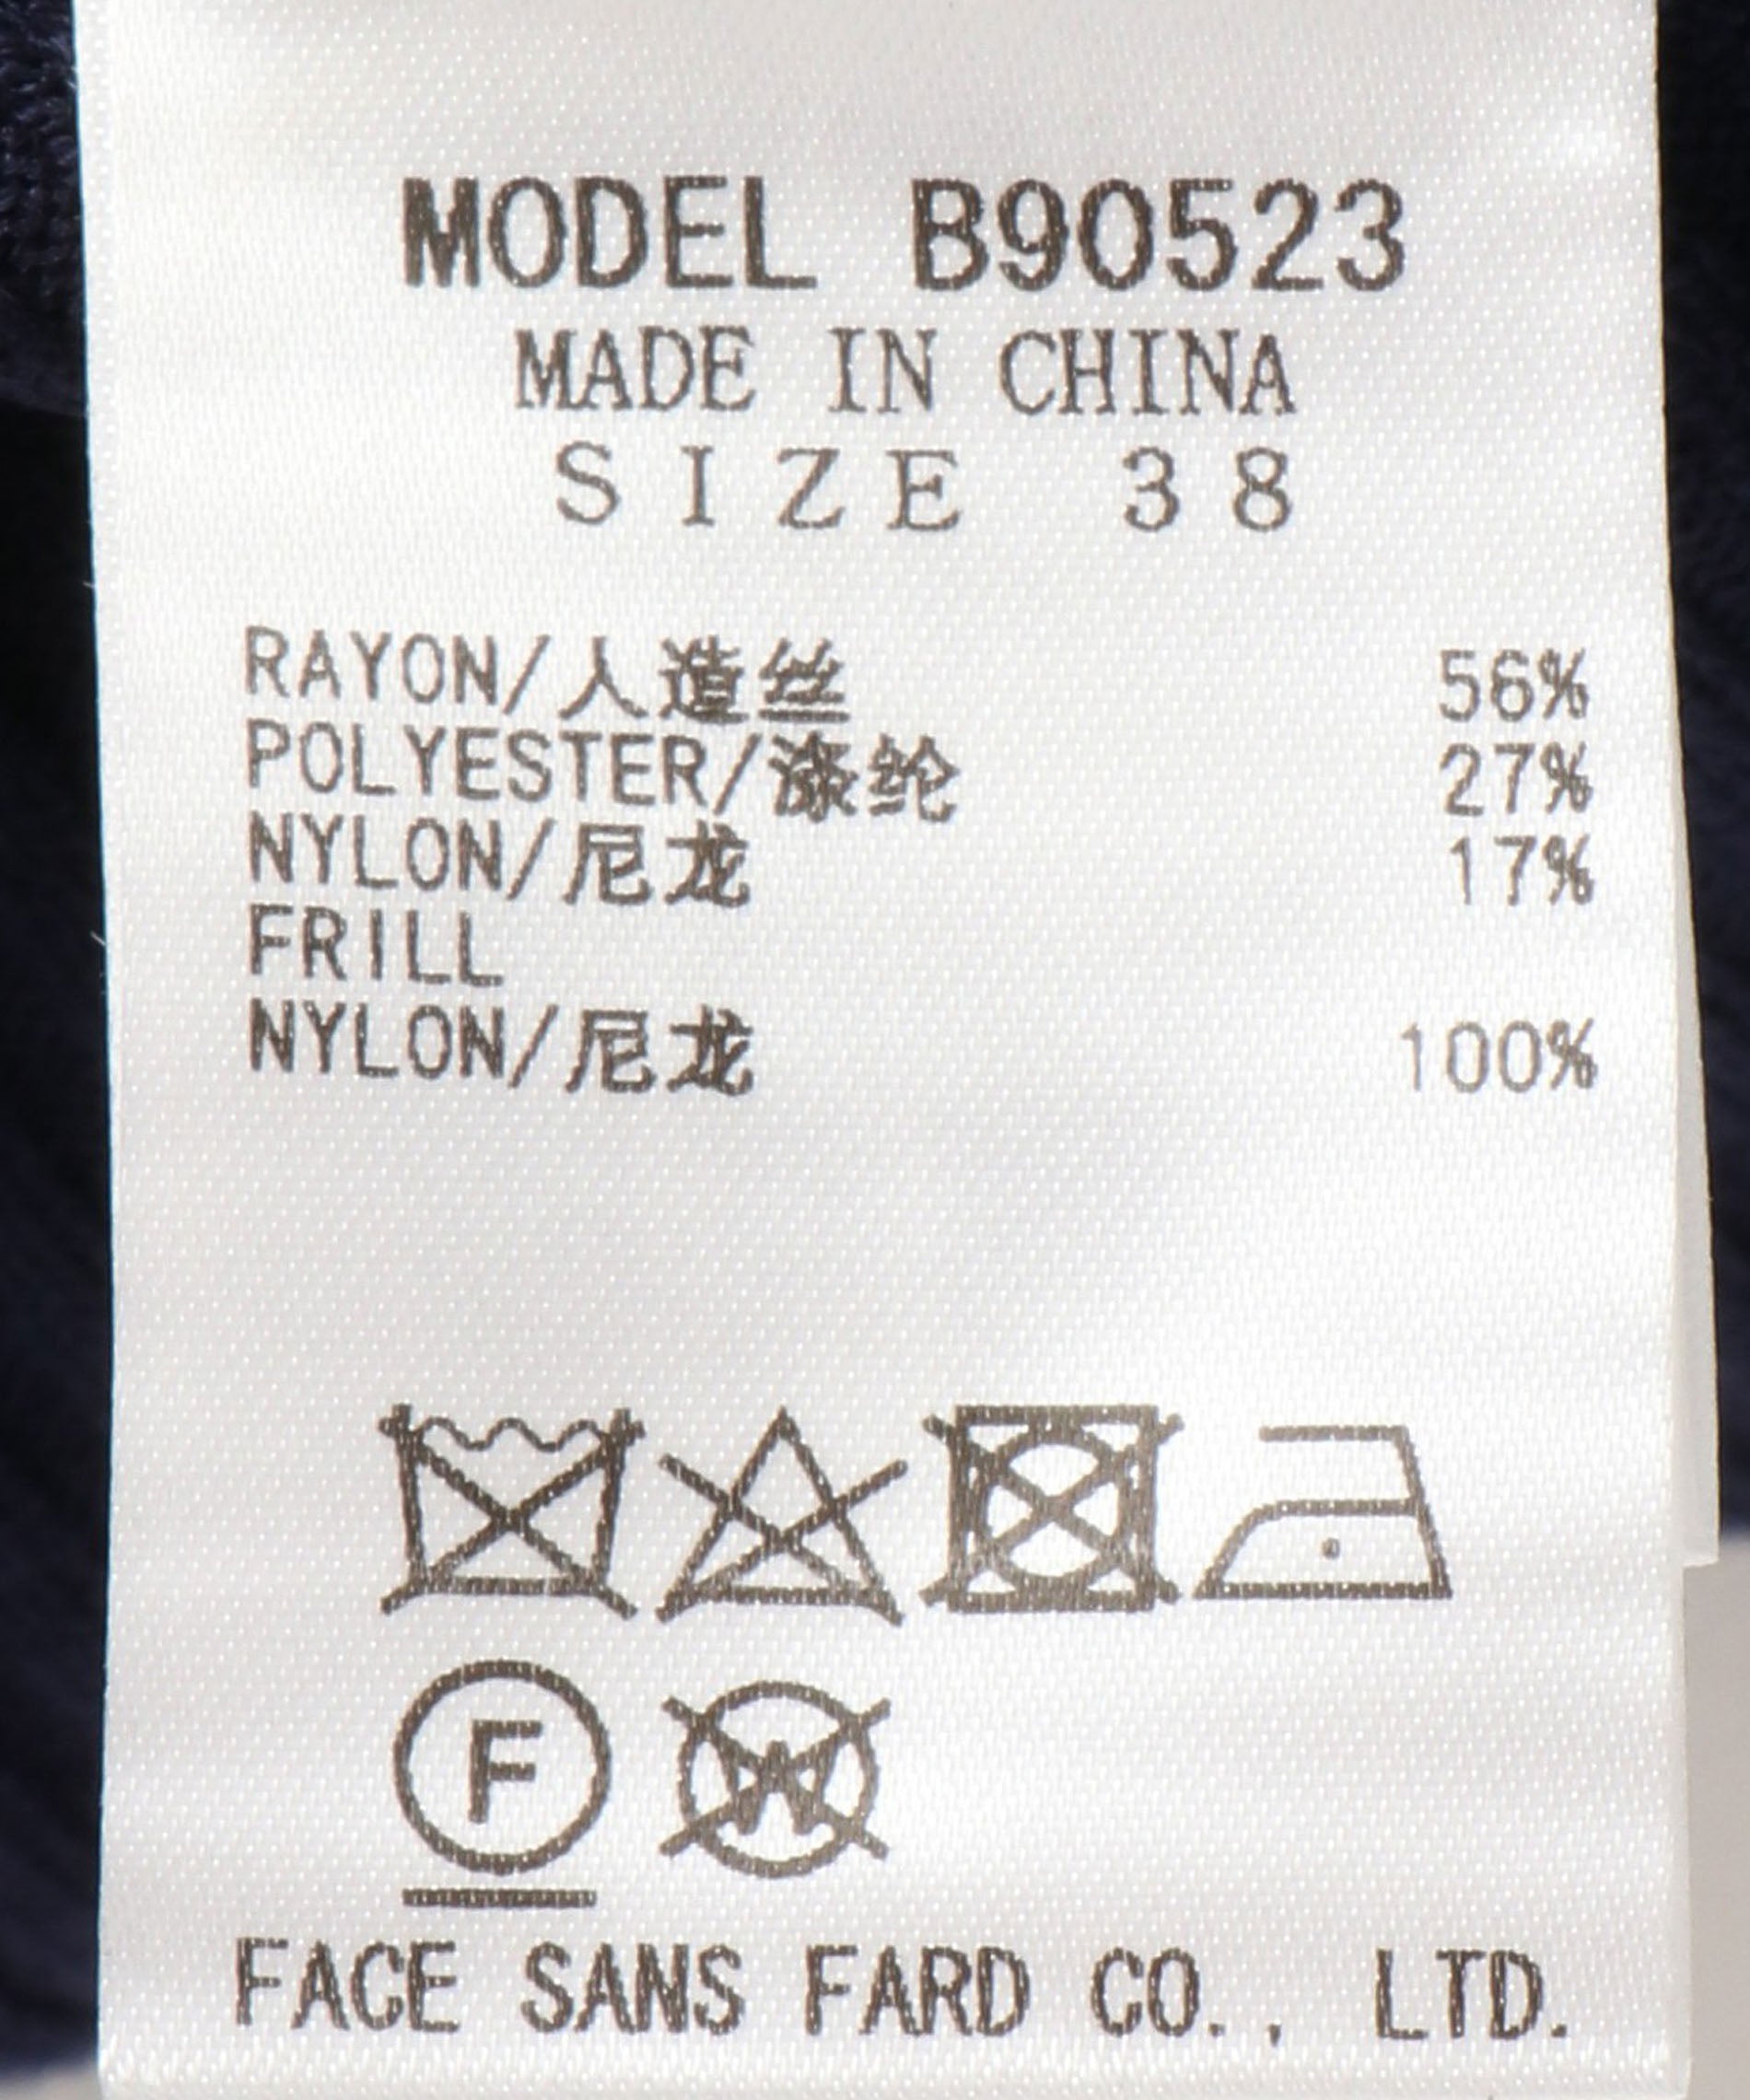 MODEL B90523
MADE IN CHINA
SIZE 38
RAYON/人造丝 56%
POLYESTER/涤纶 27%
NYLON/尼龙 17%
FRILL
NYLON/尼龙 100%
F W
FACE SANS FARD CO., LTD.